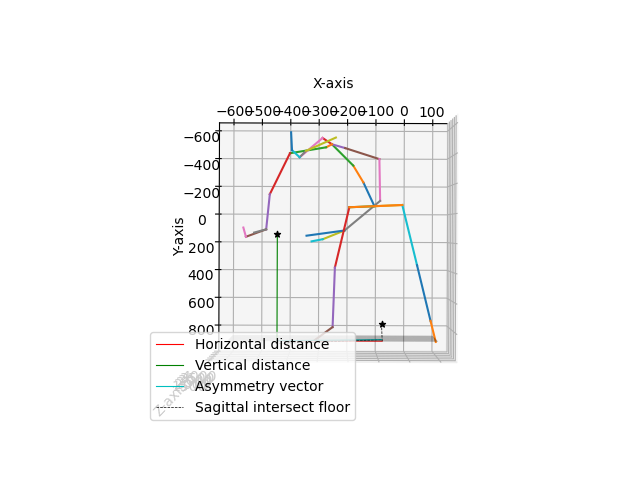 X-axis
−600 −500 −400 −300 −200 −100 0 100
−600
−400
−200
0
200
400
600
800
Y-axis
Z-axis
Horizontal distance
Vertical distance
Asymmetry vector
Sagittal intersect floor